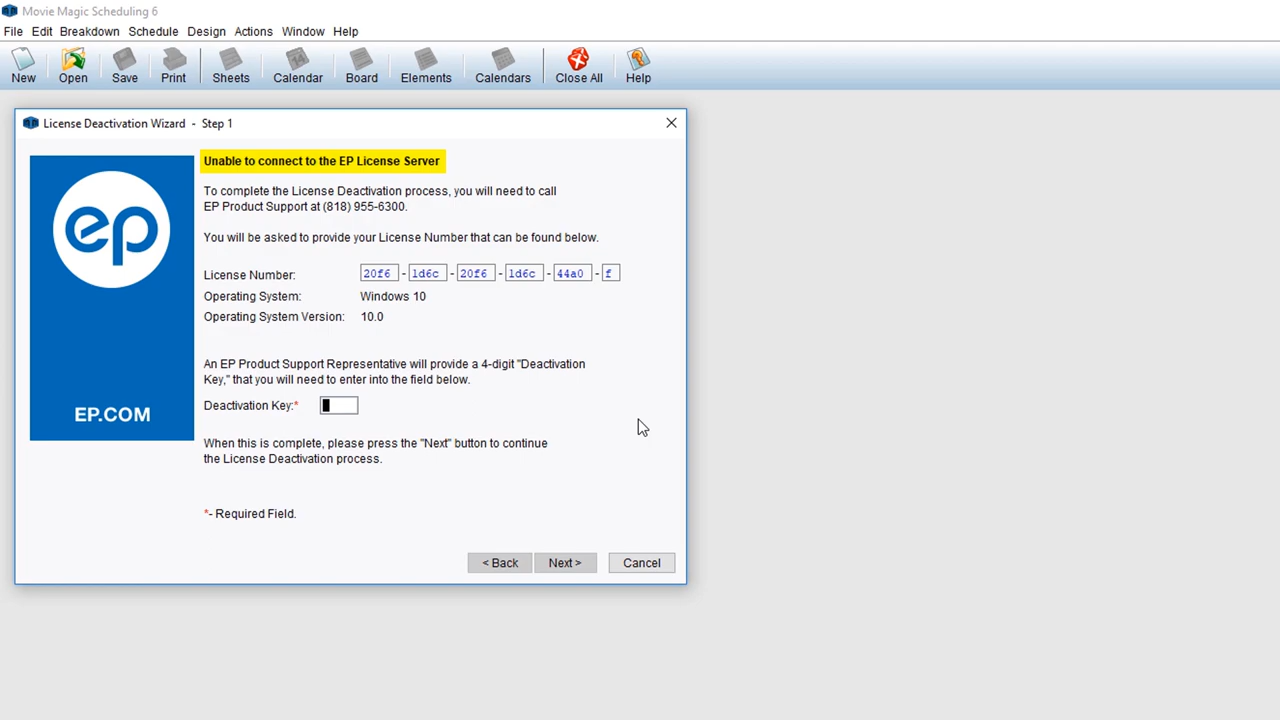 Movie Magic Scheduling 6
File Edit Breakdown Schedule Design Actions Window Help
New Open Save Print Sheets Calendar Board Elements Calendars Close All Help
License Deactivation Wizard - Step 1
Unable to connect to the EP License Server
To complete the License Deactivation process, you will need to call
EP Product Support at (818) 955-6300.
You will be asked to provide your License Number that can be found below.
License Number: 20f6 - 1d6c - 20f6 - 1d6c - 44a0 - f
Operating System: Windows 10
Operating System Version: 10.0
An EP Product Support Representative will provide a 4-digit "Deactivation
Key," that you will need to enter into the field below.
Deactivation Key:*
When this is complete, please press the "Next" button to continue
the License Deactivation process.
*- Required Field.
ep
EP.COM
< Back Next > Cancel